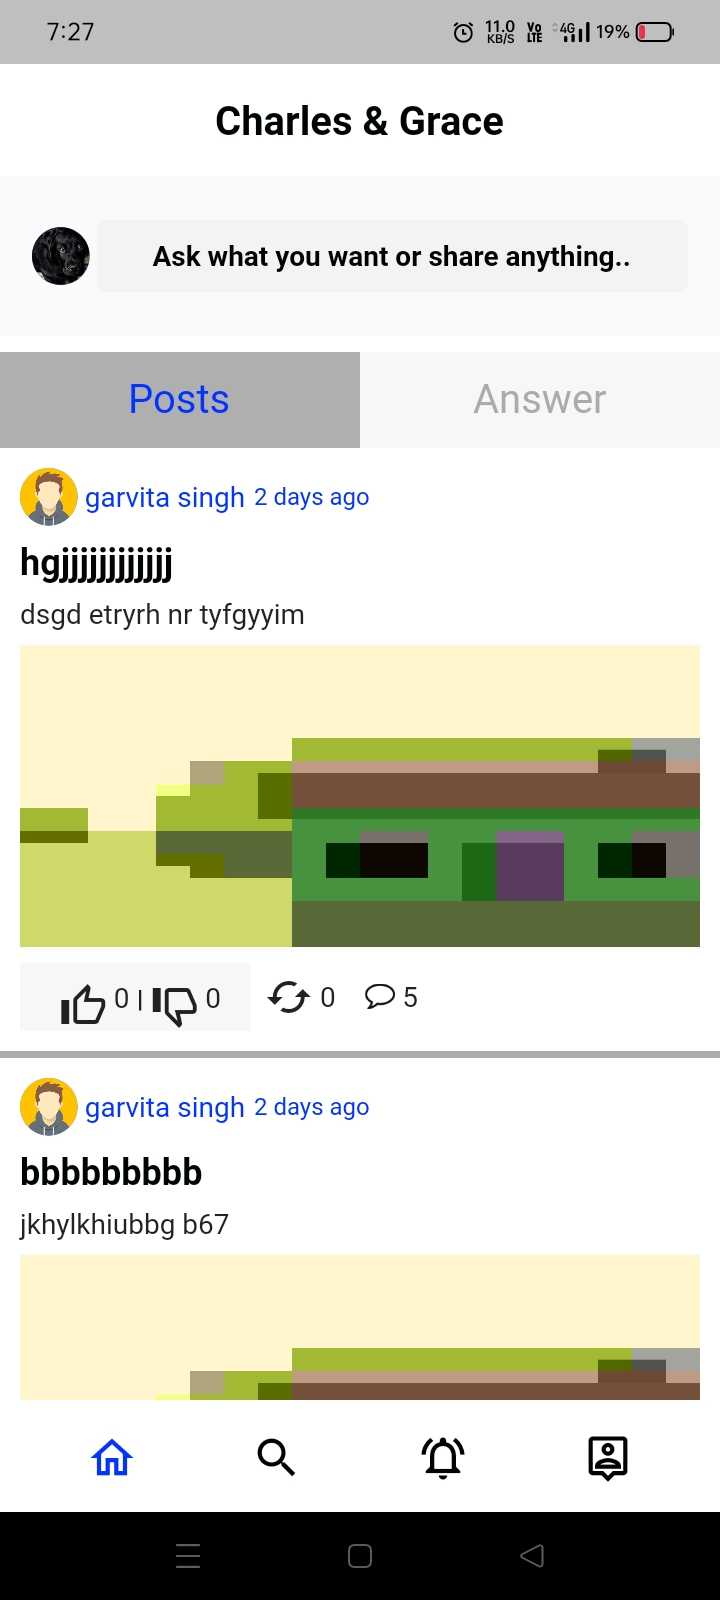 7:27 11.0 KB/S Vo LTE 4G 19%
Charles & Grace
Ask what you want or share anything..
Posts Answer
garvita singh 2 days ago
hgjjjjjjjjjjjj
dsgd etryrh nr tyfgyyim
0 | 0 0 5
garvita singh 2 days ago
bbbbbbbbb
jkhylkhiubbg b67